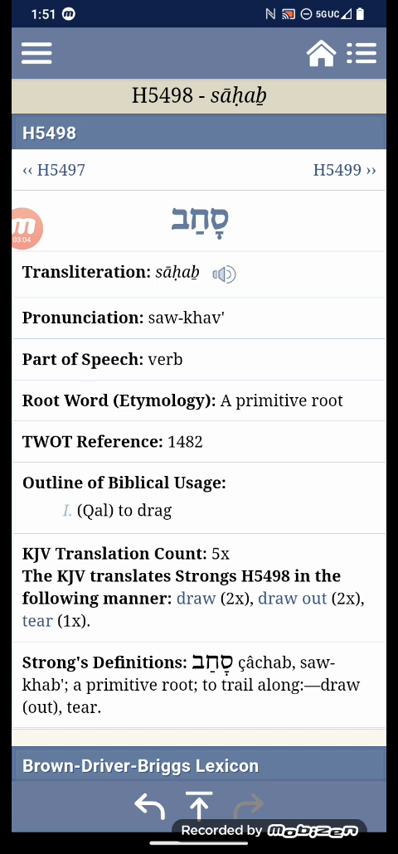 1:51
5GUC
H5498 - sāḥaḇ
H5498
‹‹ H5497 H5499 ››
סָחַב
03:04
Transliteration: sāḥaḇ
Pronunciation: saw-khav'
Part of Speech: verb
Root Word (Etymology): A primitive root
TWOT Reference: 1482
Outline of Biblical Usage:
I. (Qal) to drag
KJV Translation Count: 5x
The KJV translates Strongs H5498 in the
following manner: draw (2x), draw out (2x),
tear (1x).
Strong's Definitions: סָחַב çâchab, saw-
khab'; a primitive root; to trail along:—draw
(out), tear.
Brown-Driver-Briggs Lexicon
Recorded by mobizen